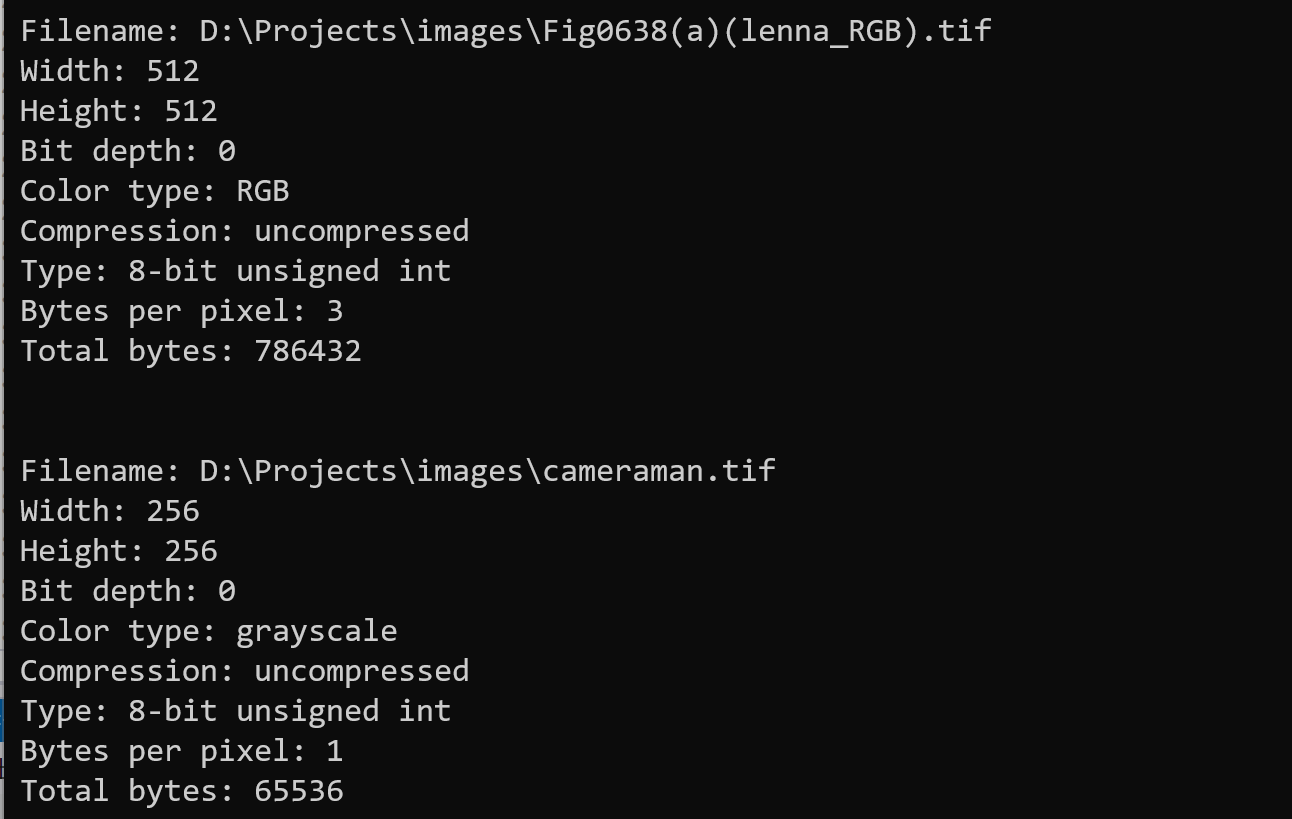 Filename: D:\Projects\images\Fig0638(a)(lenna_RGB).tif
Width: 512
Height: 512
Bit depth: 0
Color type: RGB
Compression: uncompressed
Type: 8-bit unsigned int
Bytes per pixel: 3
Total bytes: 786432
Filename: D:\Projects\images\cameraman.tif
Width: 256
Height: 256
Bit depth: 0
Color type: grayscale
Compression: uncompressed
Type: 8-bit unsigned int
Bytes per pixel: 1
Total bytes: 65536